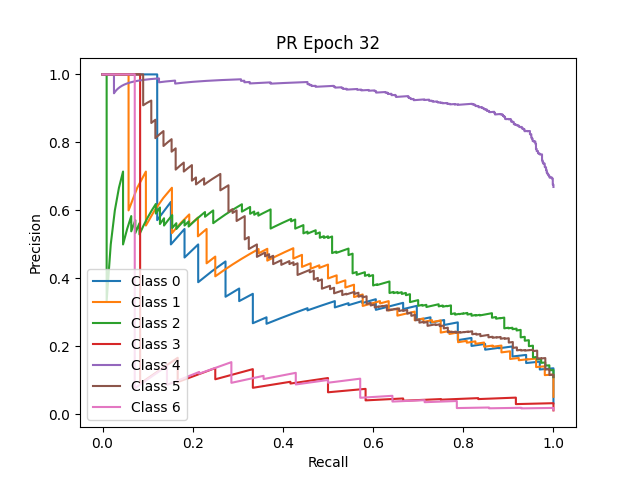 PR Epoch 32
Precision
1.0
0.8
0.6
0.4
0.2
0.0
Class 0
Class 1
Class 2
Class 3
Class 4
Class 5
Class 6
0.0 0.2 0.4 0.6 0.8 1.0
Recall